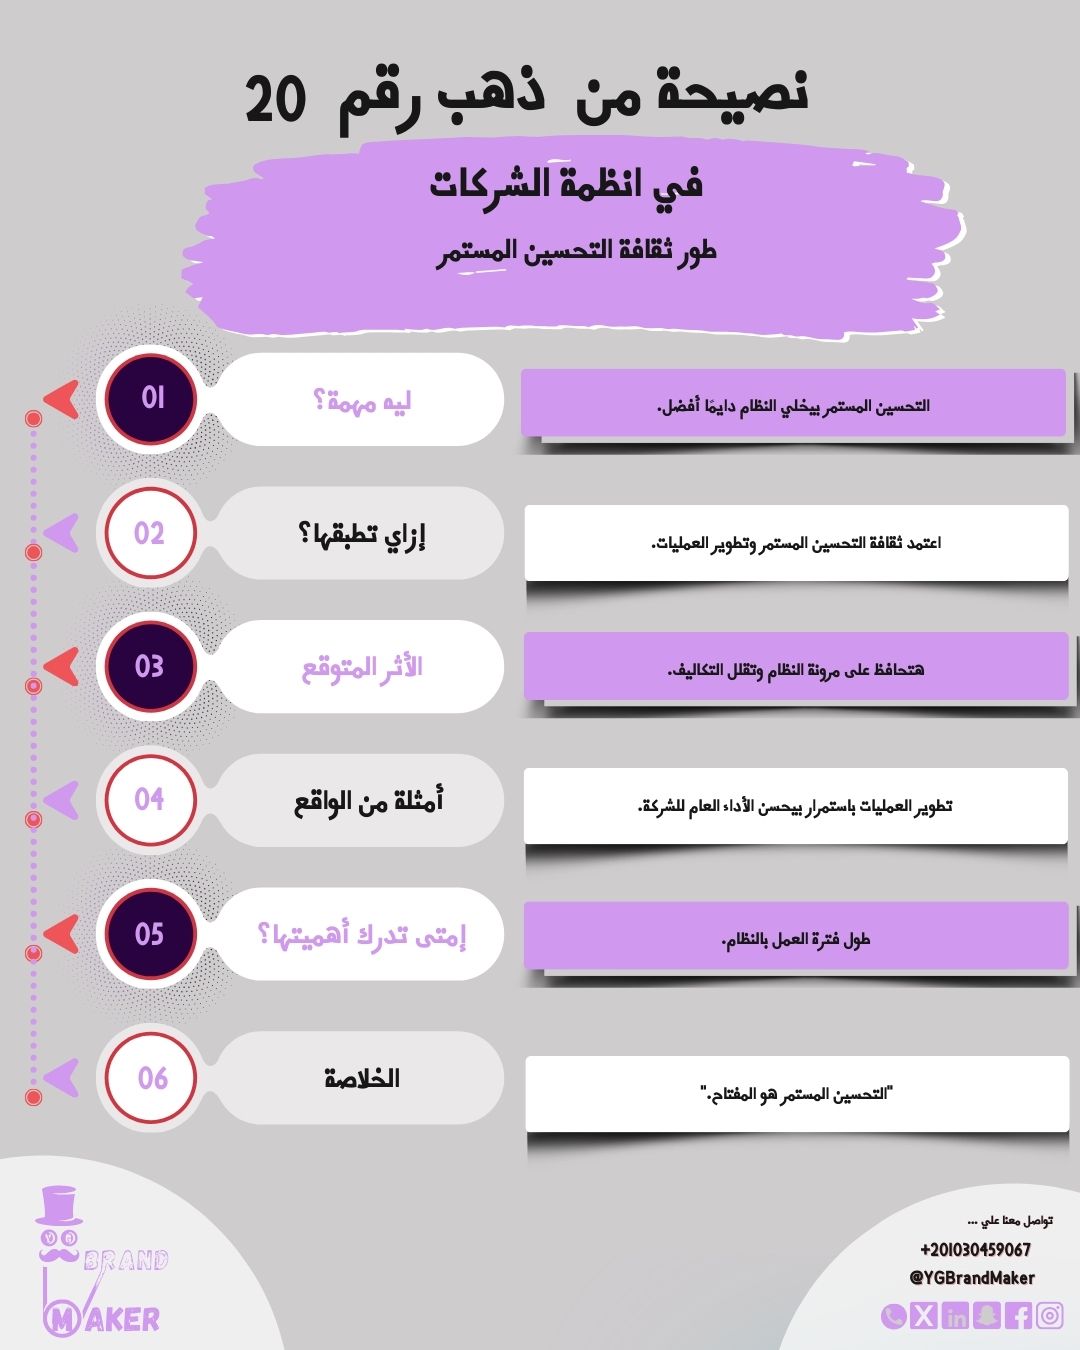 نصيحة من ذهب رقم 20
في انظمة الشركات
طور ثقافة التحسين المستمر
01
ليه مهمة؟
التحسين المستمر بيخلي النظام دايمًا أفضل.
02
إزاي تطبقها؟
اعتمد ثقافة التحسين المستمر وتطوير العمليات.
03
الأثر المتوقع
هتحافظ على مرونة النظام وتقلل التكاليف.
04
أمثلة من الواقع
تطوير العمليات باستمرار بيحسن الأداء العام للشركة.
05
إمتى تدرك أهميتها؟
طول فترة العمل بالنظام.
06
الخلاصة
"التحسين المستمر هو المفتاح."
تواصل معنا علي ...
+201030459067
@YGBrandMaker
BRAND
MAKER